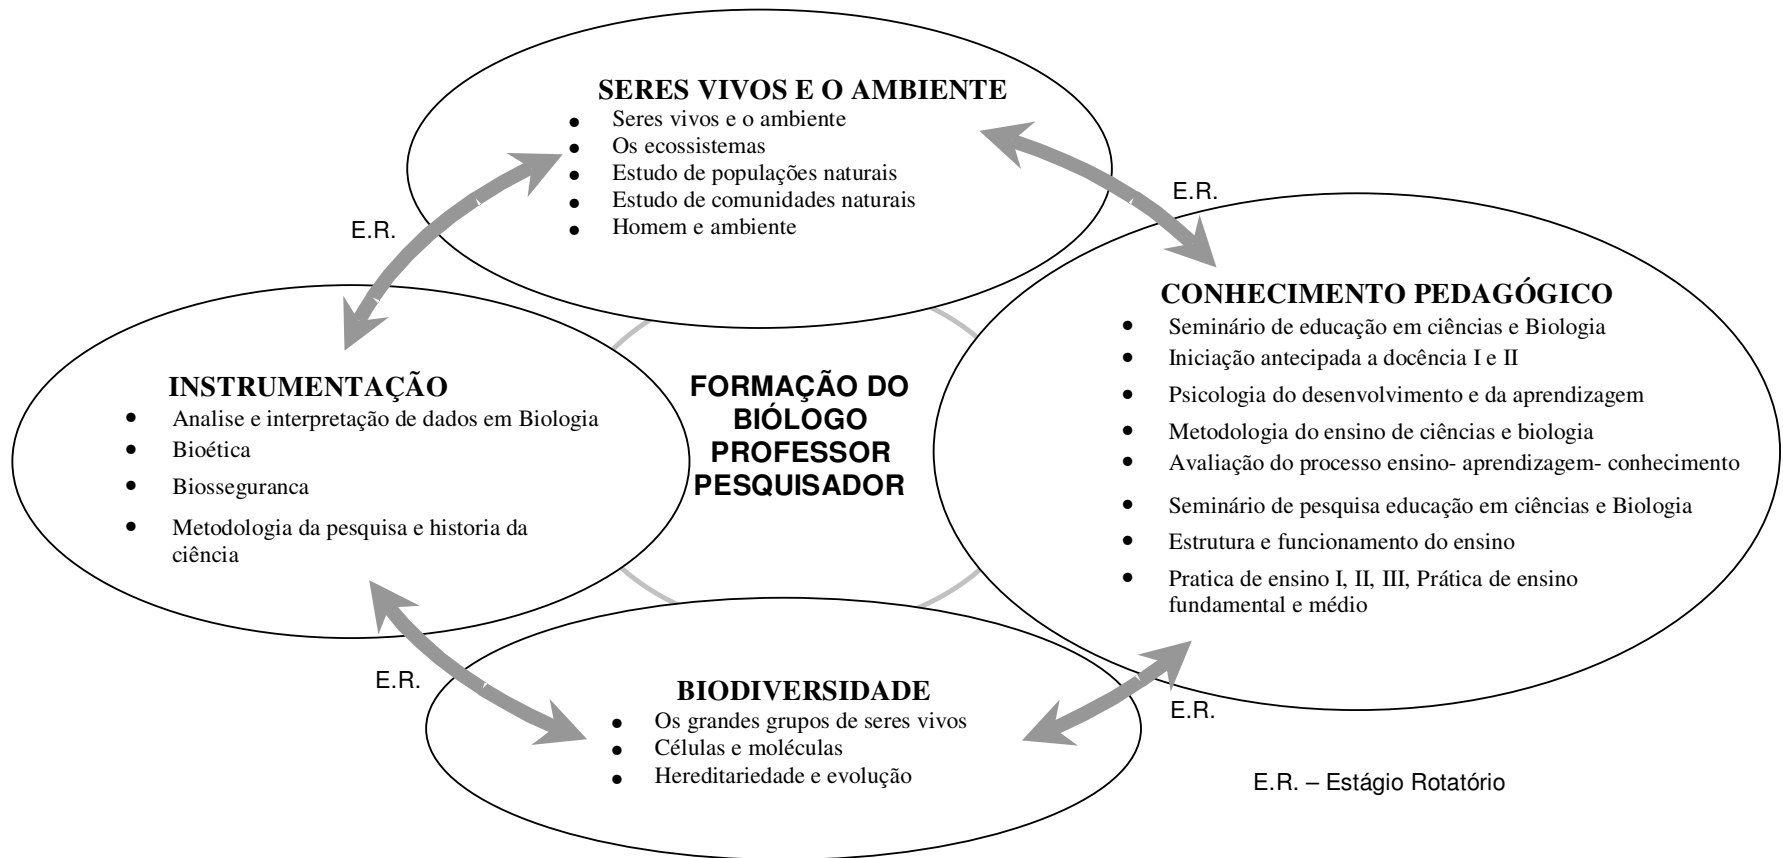 SERES VIVOS E O AMBIENTE
• Seres vivos e o ambiente
• Os ecossistemas
• Estudo de populações naturais
• Estudo de comunidades naturais
• Homem e ambiente
E.R.
E.R.
CONHECIMENTO PEDAGÓGICO
• Seminário de educação em ciências e Biologia
• Iniciação antecipada a docência I e II
• Psicologia do desenvolvimento e da aprendizagem
• Metodologia do ensino de ciências e biologia
• Avaliação do processo ensino- aprendizagem- conhecimento
• Seminário de pesquisa educação em ciências e Biologia
• Estrutura e funcionamento do ensino
• Pratica de ensino I, II, III, Prática de ensino
fundamental e médio
INSTRUMENTAÇÃO
• Analise e interpretação de dados em Biologia
• Bioética
• Biosseguranca
• Metodologia da pesquisa e historia da
ciência
FORMAÇÃO DO
BIÓLOGO
PROFESSOR
PESQUISADOR
E.R.
BIODIVERSIDADE
• Os grandes grupos de seres vivos
• Células e moléculas
• Hereditariedade e evolução
E.R.
E.R. – Estágio Rotatório